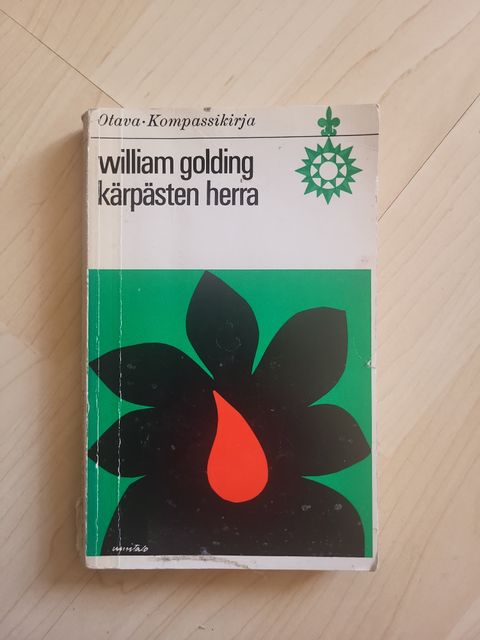 Otava·Kompassikirja
william golding
kärpästen herra